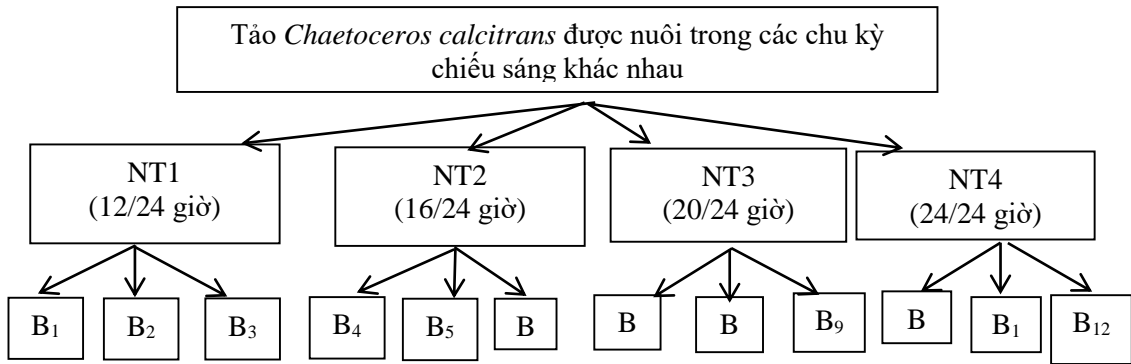 Tảo Chaetoceros calcitrans được nuôi trong các chu kỳ
chiếu sáng khác nhau
NT1
(12/24 giờ)
NT2
(16/24 giờ)
NT3
(20/24 giờ)
NT4
(24/24 giờ)
B₁
B₂
B₃
B₄
B₅
B
B
B
B₉
B
B₁
B₁₂